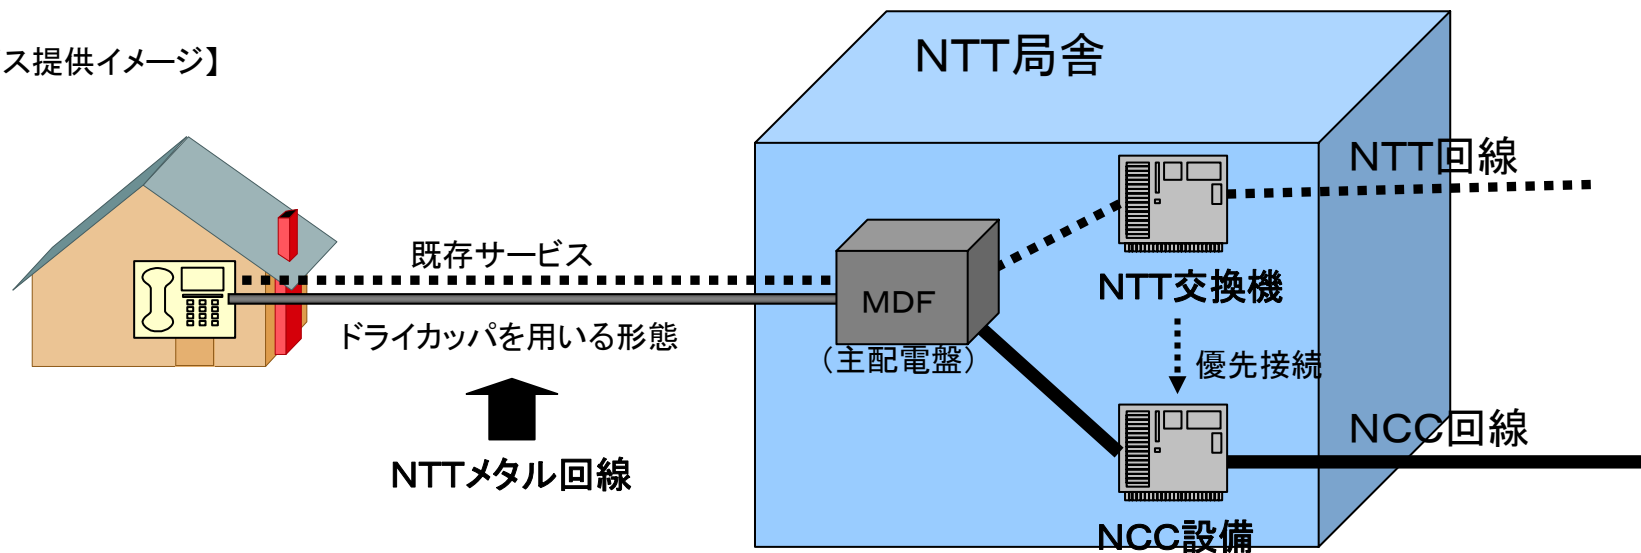 ス提供イメージ】
NTT局舎
NTT回線
既存サービス
NTT交換機
MDF
ドライカッパを用いる形態
(主配電盤)
優先接続
NCC回線
NTTメタル回線
NCC設備